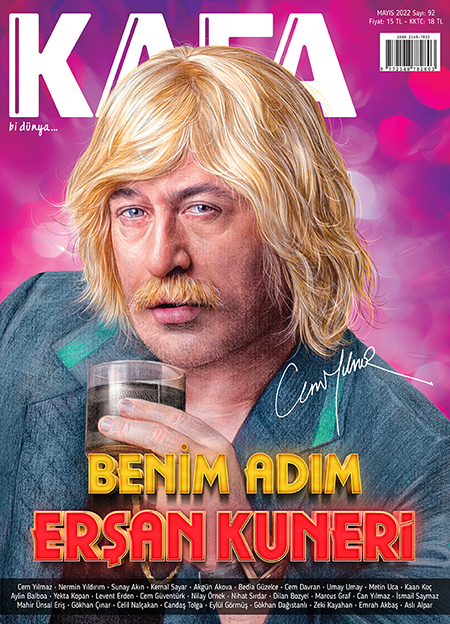 MAYIS 2022 Sayı: 92
Fiyat: 15 TL - KKTC: 18 TL
KAFA
bi dünya...
Cem Yılmaz
BENİM ADIM
ERŞAN KUNERİ
Cem Yılmaz • Nermin Yıldırım • Sunay Akın • Kemal Sayar • Akgün Akova • Bedia Güzelce • Cem Davran • Umay Umay • Metin Uca • Kaan Koç
Aylin Balboa • Yekta Kopan • Levent Erden • Cem Güventürk • Nilay Örnek • Nihat Sırdar • Dilan Bozyel • Marcus Graf • Can Yılmaz • İsmail Saymaz
Mahir Ünsal Eriş • Gökhan Çınar • Celil Nalçakan • Candaş Tolga • Eylül Görmüş • Gökhan Dağıstanlı • Zeki Kayahan • Emrah Akbaş • Aslı Alpar